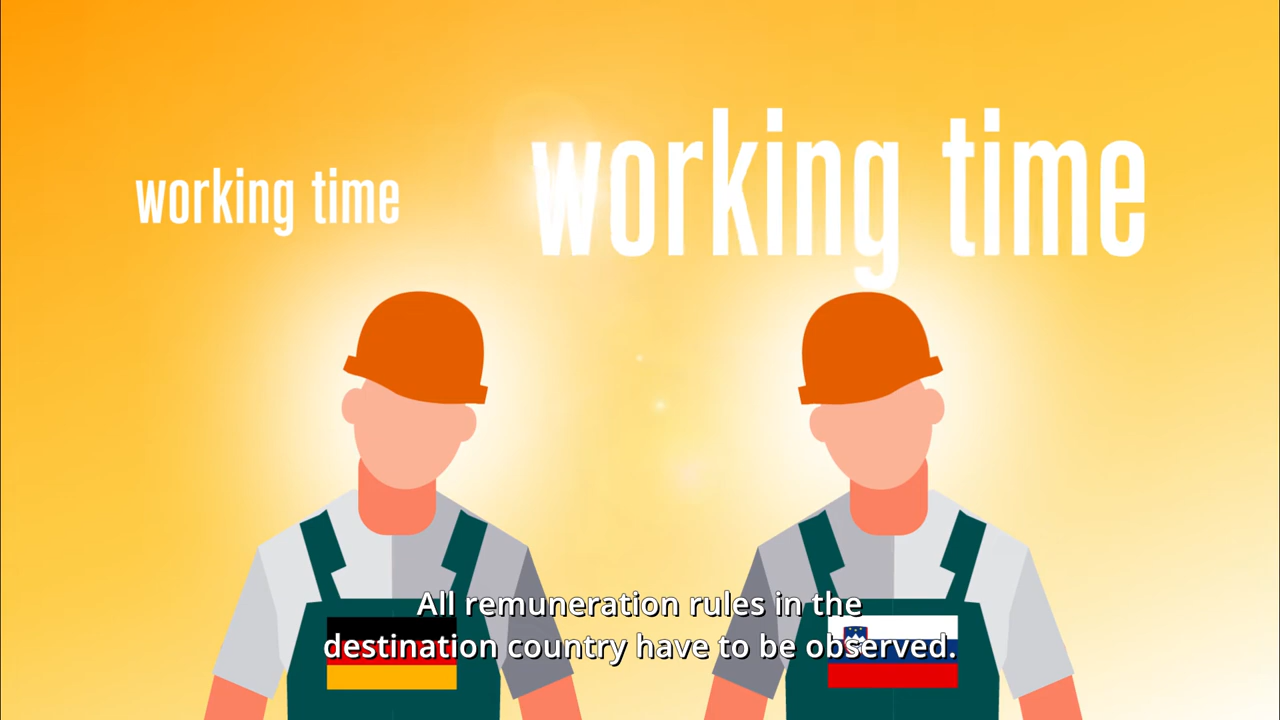 working time
working time
All remuneration rules in the
destination country have to be observed.